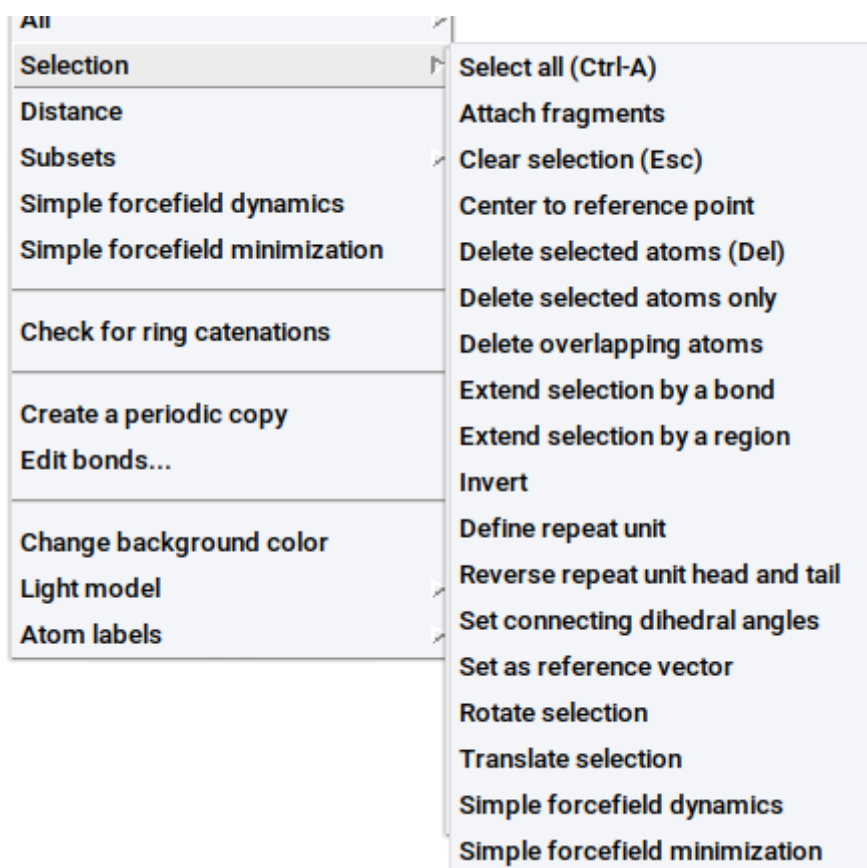 All
Selection
Distance
Subsets
Simple forcefield dynamics
Simple forcefield minimization
Check for ring catenations
Create a periodic copy
Edit bonds...
Change background color
Light model
Atom labels
Select all (Ctrl-A)
Attach fragments
Clear selection (Esc)
Center to reference point
Delete selected atoms (Del)
Delete selected atoms only
Delete overlapping atoms
Extend selection by a bond
Extend selection by a region
Invert
Define repeat unit
Reverse repeat unit head and tail
Set connecting dihedral angles
Set as reference vector
Rotate selection
Translate selection
Simple forcefield dynamics
Simple forcefield minimization